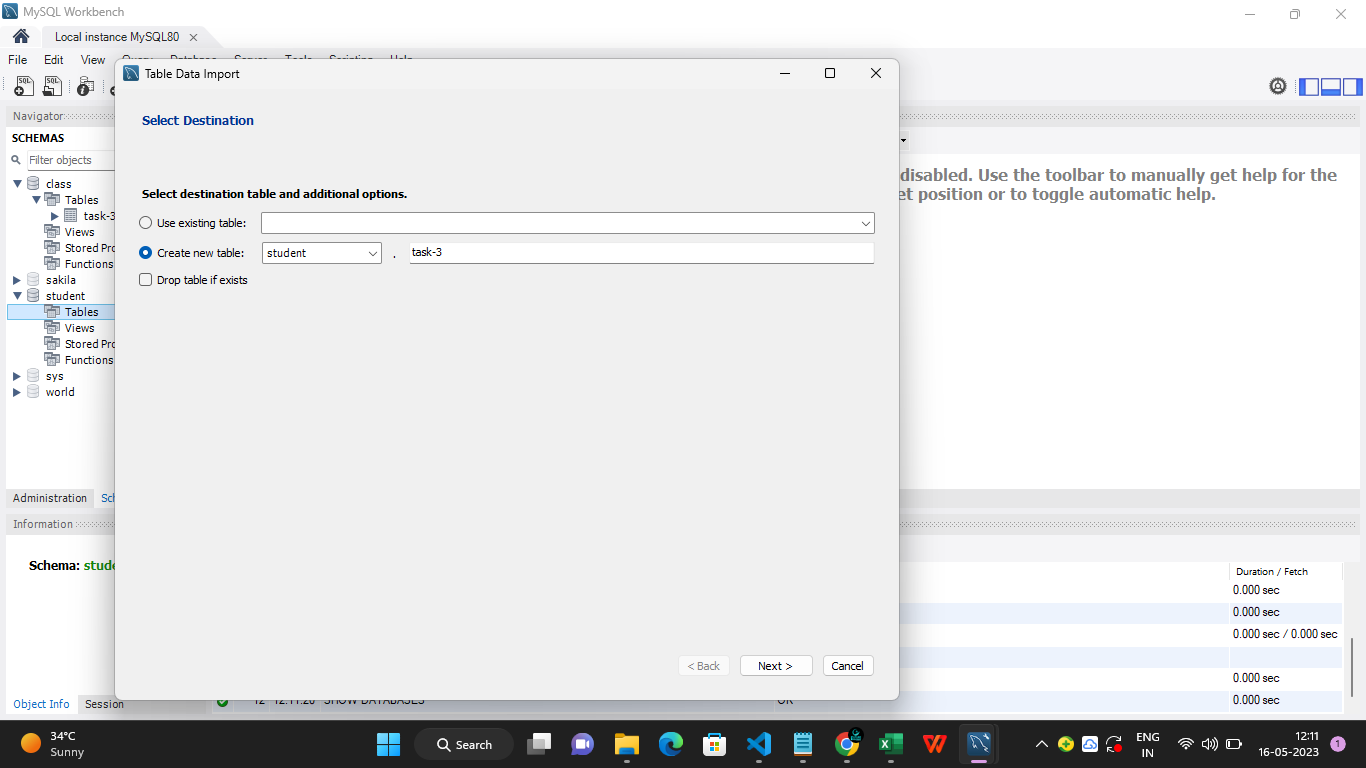 MySQL Workbench
Local instance MySQL80
File Edit View Query Database Server Tools Scripting Help
Table Data Import
Navigator
SCHEMAS
Filter objects
class
Tables
task-3
Views
Stored Pro
Functions
sakila
student
Tables
Views
Stored Pro
Functions
sys
world
Administration Sch
Information
Schema: stude
Object Info Session
Select Destination
Select destination table and additional options.
Use existing table:
Create new table: student . task-3
Drop table if exists
< Back Next > Cancel
disabled. Use the toolbar to manually get help for the
et position or to toggle automatic help.
Duration / Fetch
0.000 sec
0.000 sec
0.000 sec / 0.000 sec
0.000 sec
12 12:11:20 SHOW DATABASES OK 0.000 sec
34°C
Sunny
Search
ENG
IN
12:11
16-05-2023
1